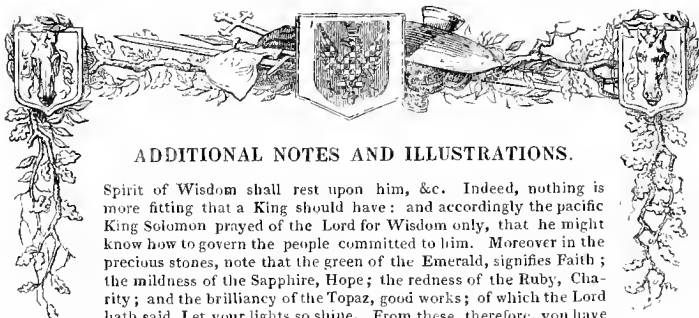 ADDITIONAL NOTES AND ILLUSTRATIONS.
Spirit of Wisdom shall rest upon him, &c. Indeed, nothing is
more fitting that a King should have: and accordingly the pacific
King Solomon prayed of the Lord for Wisdom only, that he might
know how to govern the people committed to him. Moreover in the
precious stones, note that the green of the Emerald, signifies Faith;
the mildness of the Sapphire, Hope; the redness of the Ruby, Cha-
rity; and the brilliancy of the Topaz, good works; of which the Lord
hath said, Let your lights so shine. From these, therefore, you have